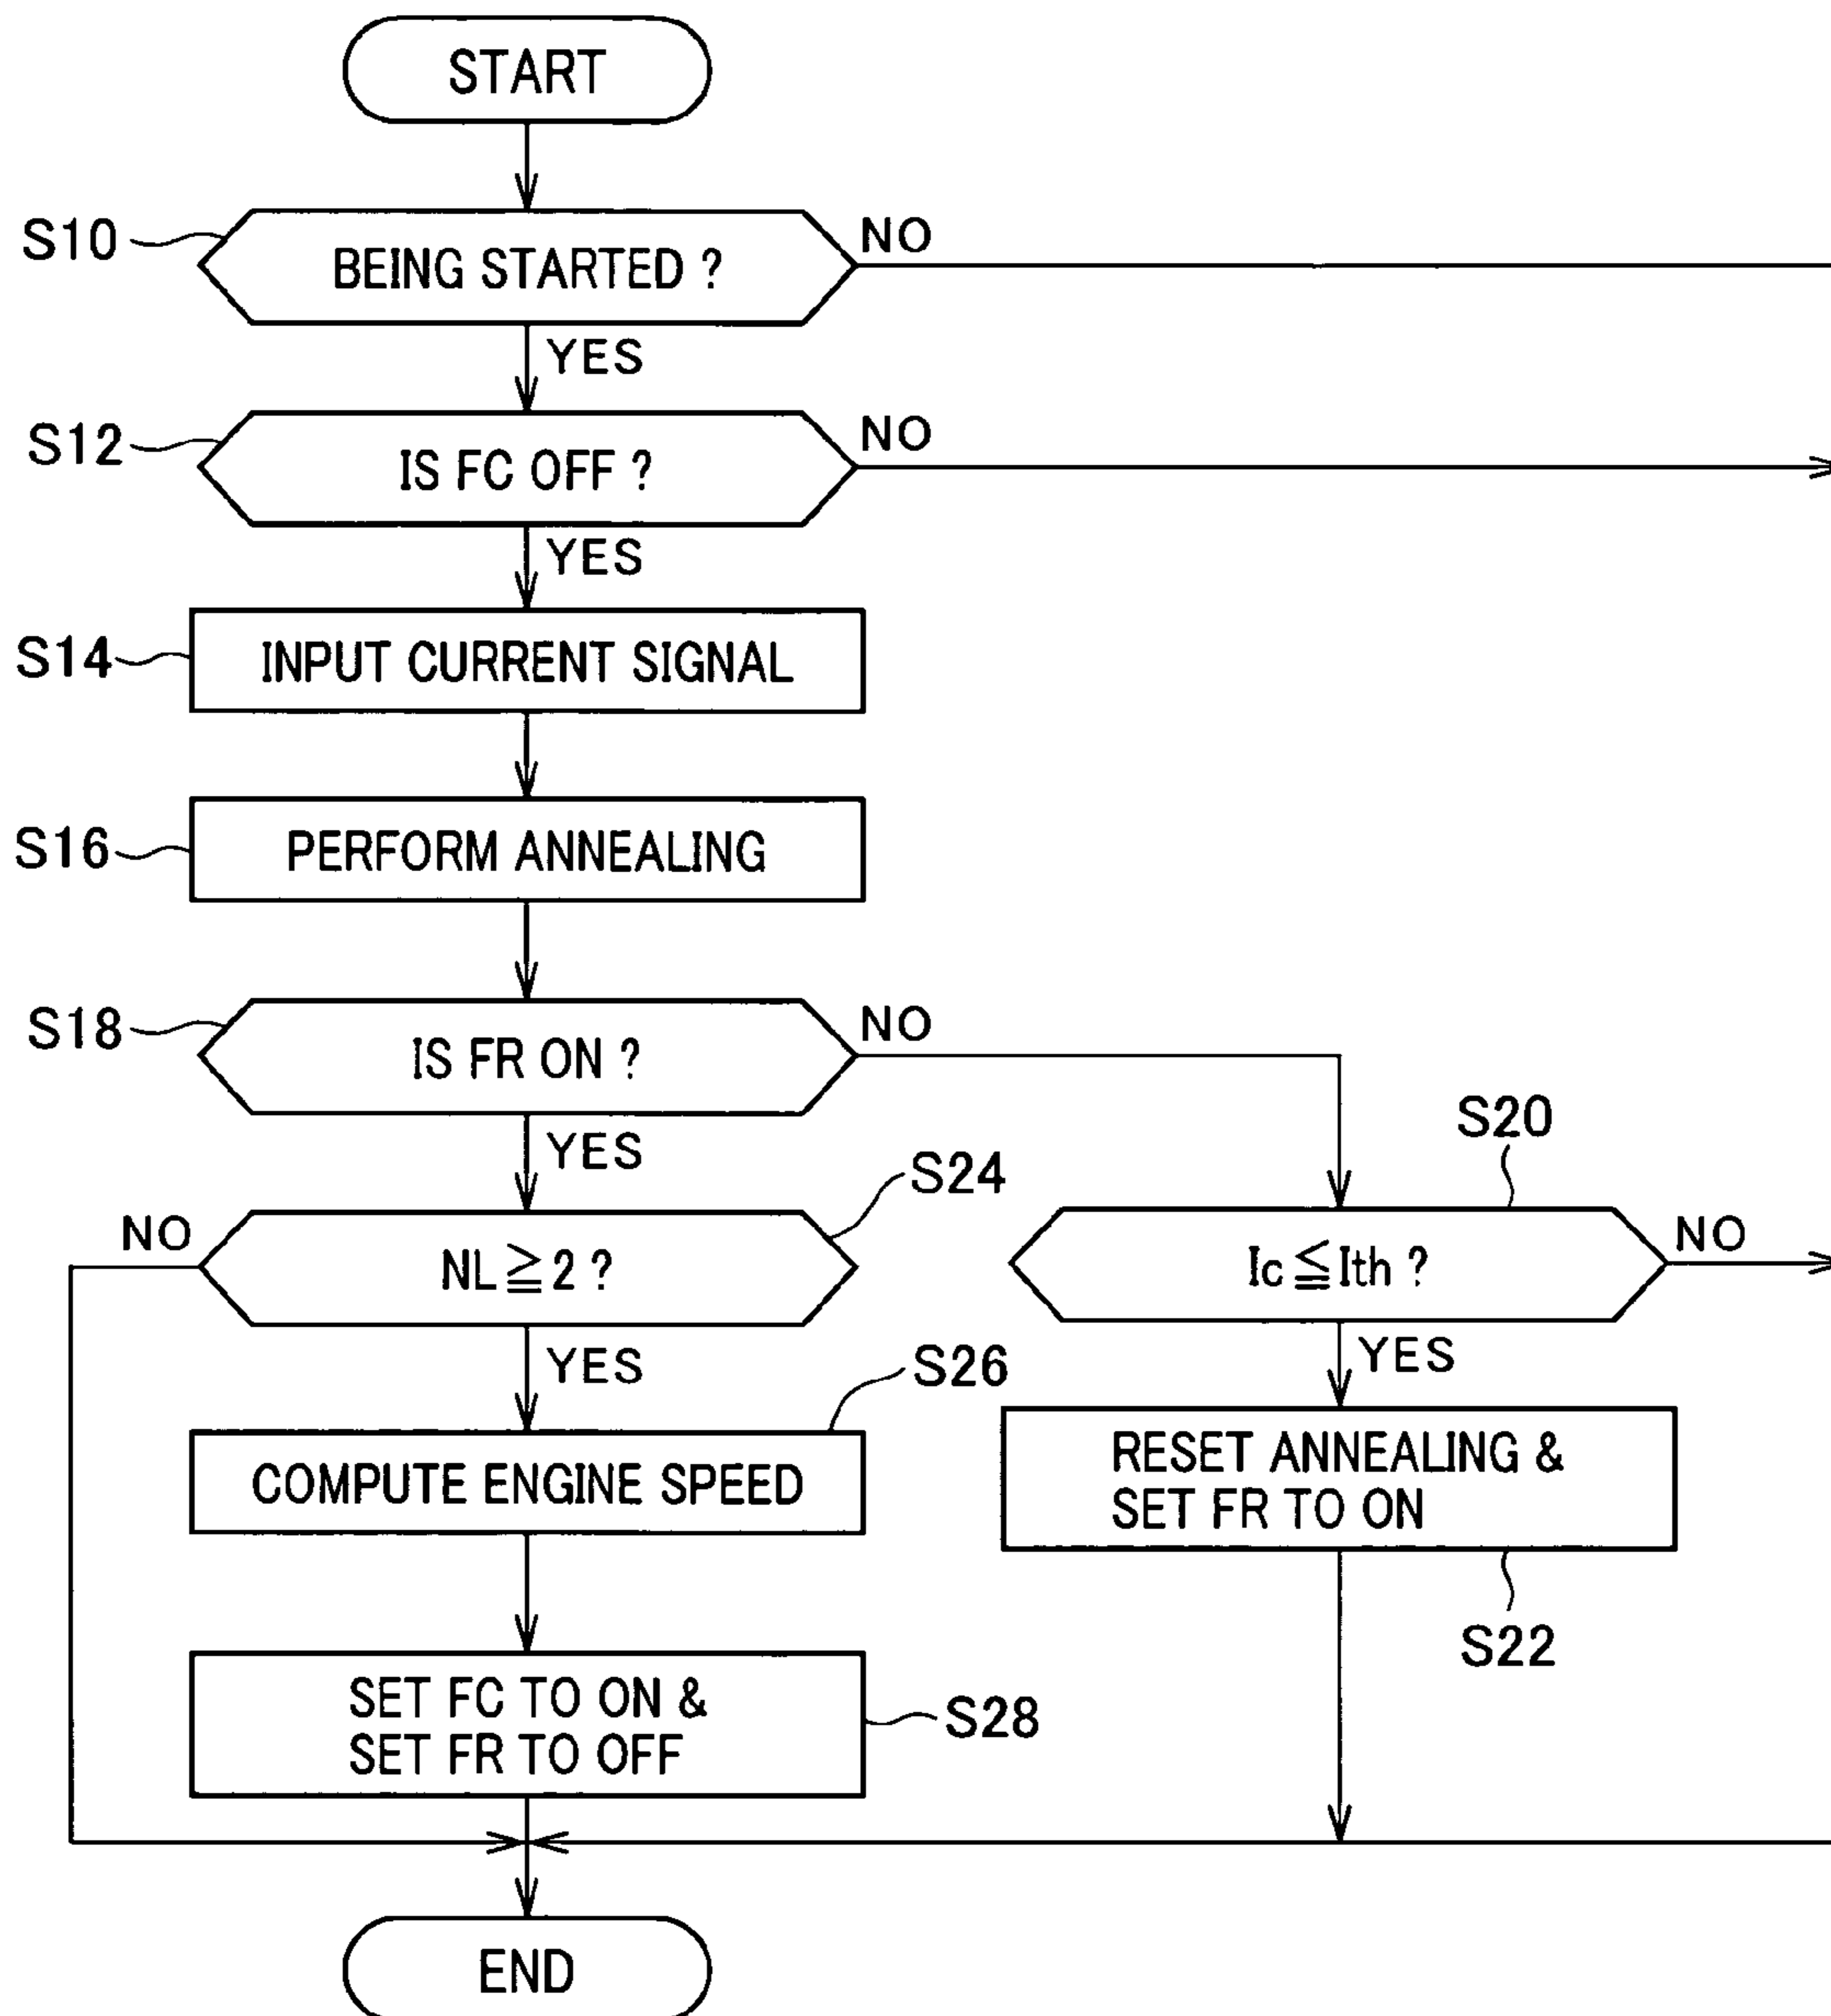 START
S10
BEING STARTED ?
NO
YES
S12
IS FC OFF ?
NO
YES
S14
INPUT CURRENT SIGNAL
S16
PERFORM ANNEALING
S18
IS FR ON ?
NO
YES
S20
Ic ≦ Ith ?
NO
YES
RESET ANNEALING &
SET FR TO ON
S22
S24
NL ≧ 2 ?
NO
YES
S26
COMPUTE ENGINE SPEED
SET FC TO ON &
SET FR TO OFF
S28
END